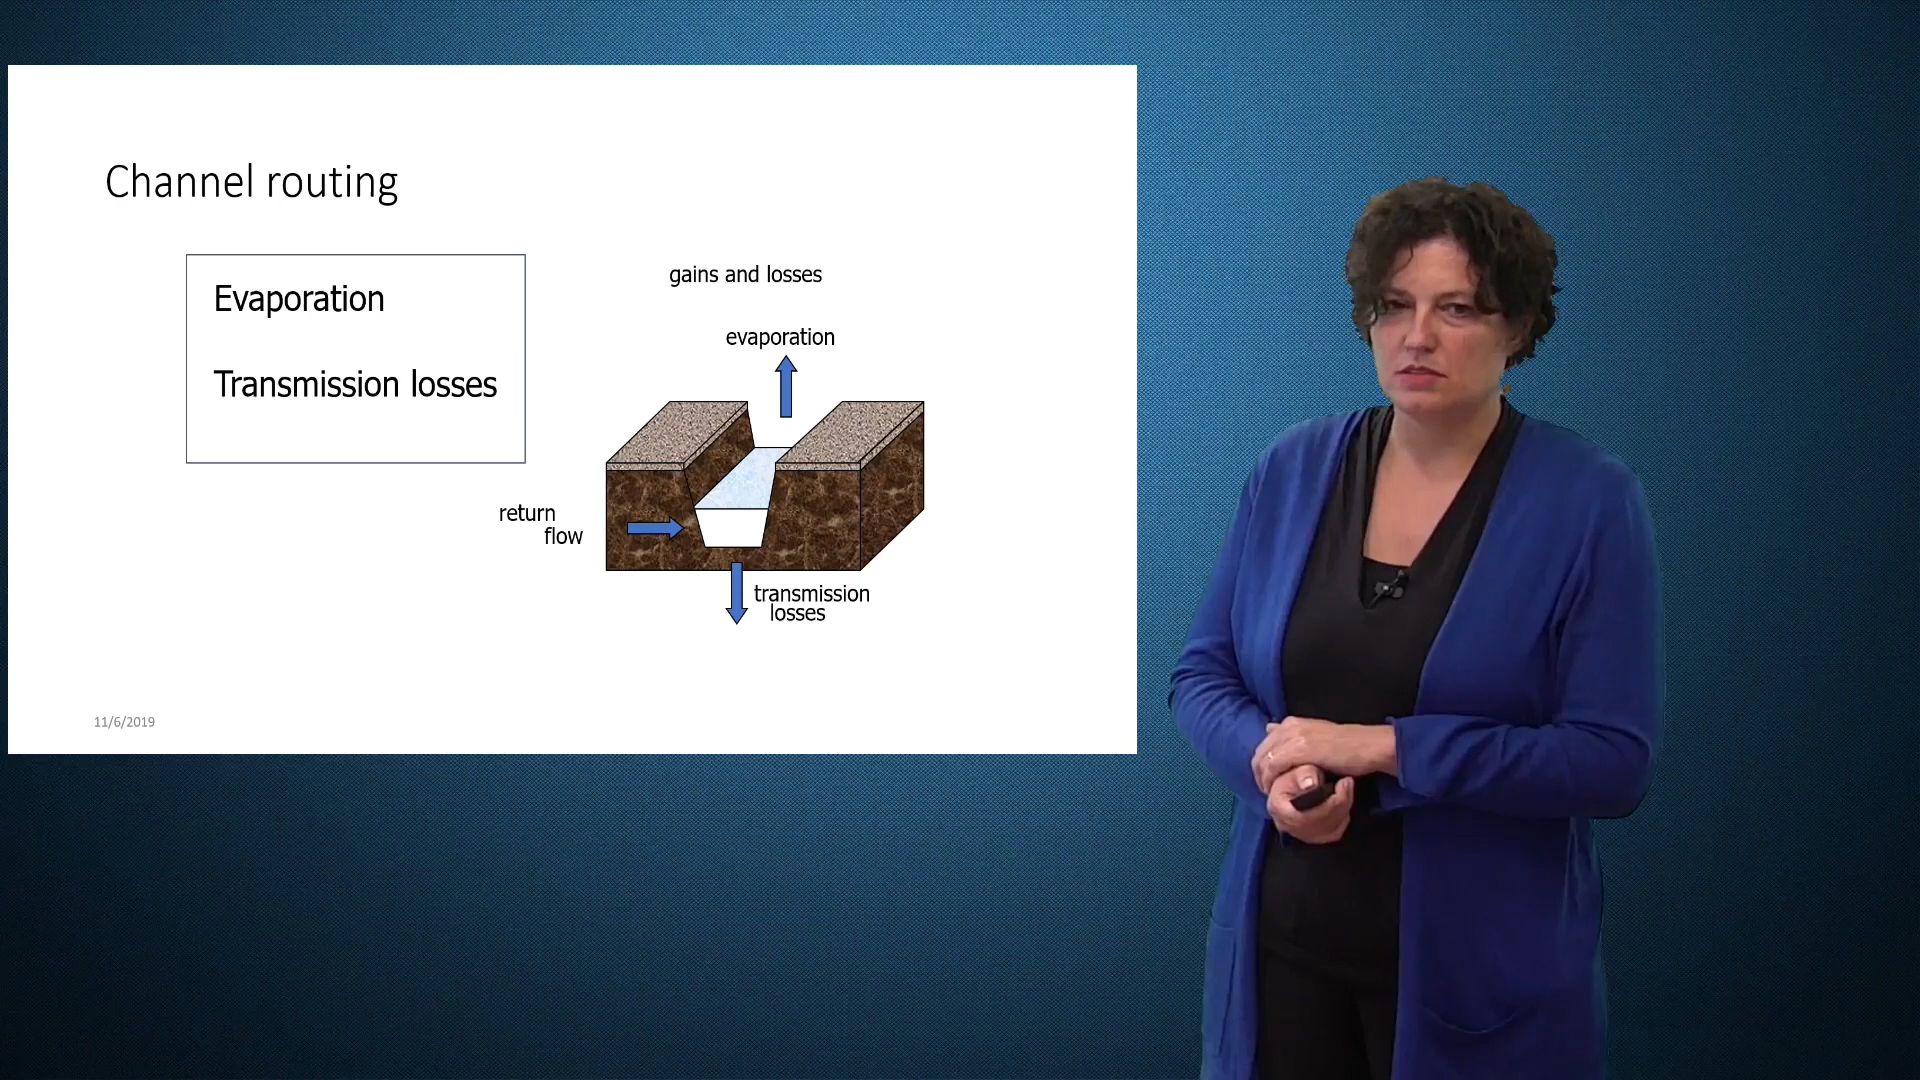 Channel routing
Evaporation
Transmission losses
gains and losses
evaporation
return
flow
transmission
losses
11/6/2019